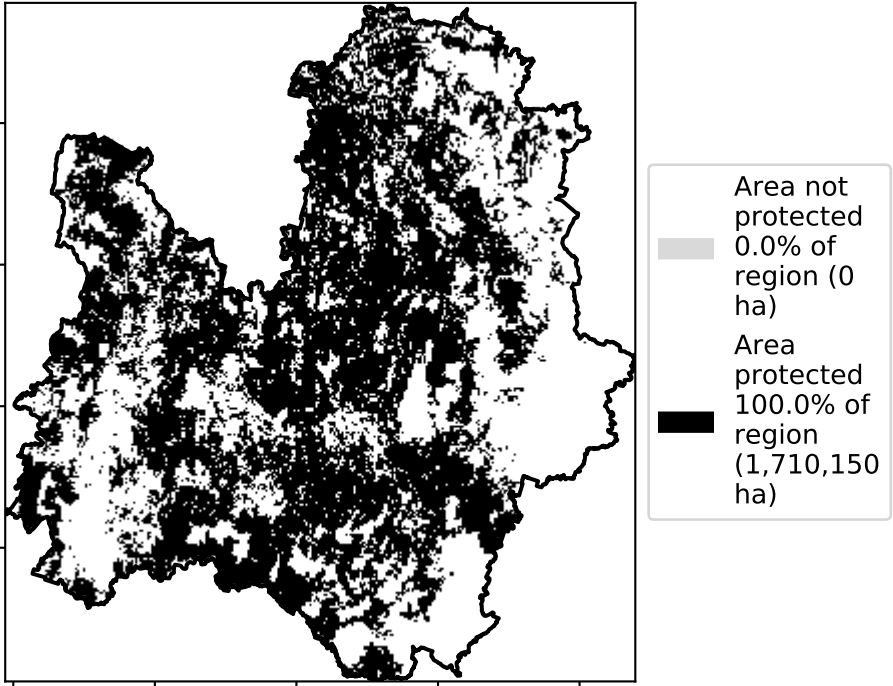 Area not
protected
0.0% of
region (0
ha)
Area
protected
100.0% of
region
(1,710,150
ha)